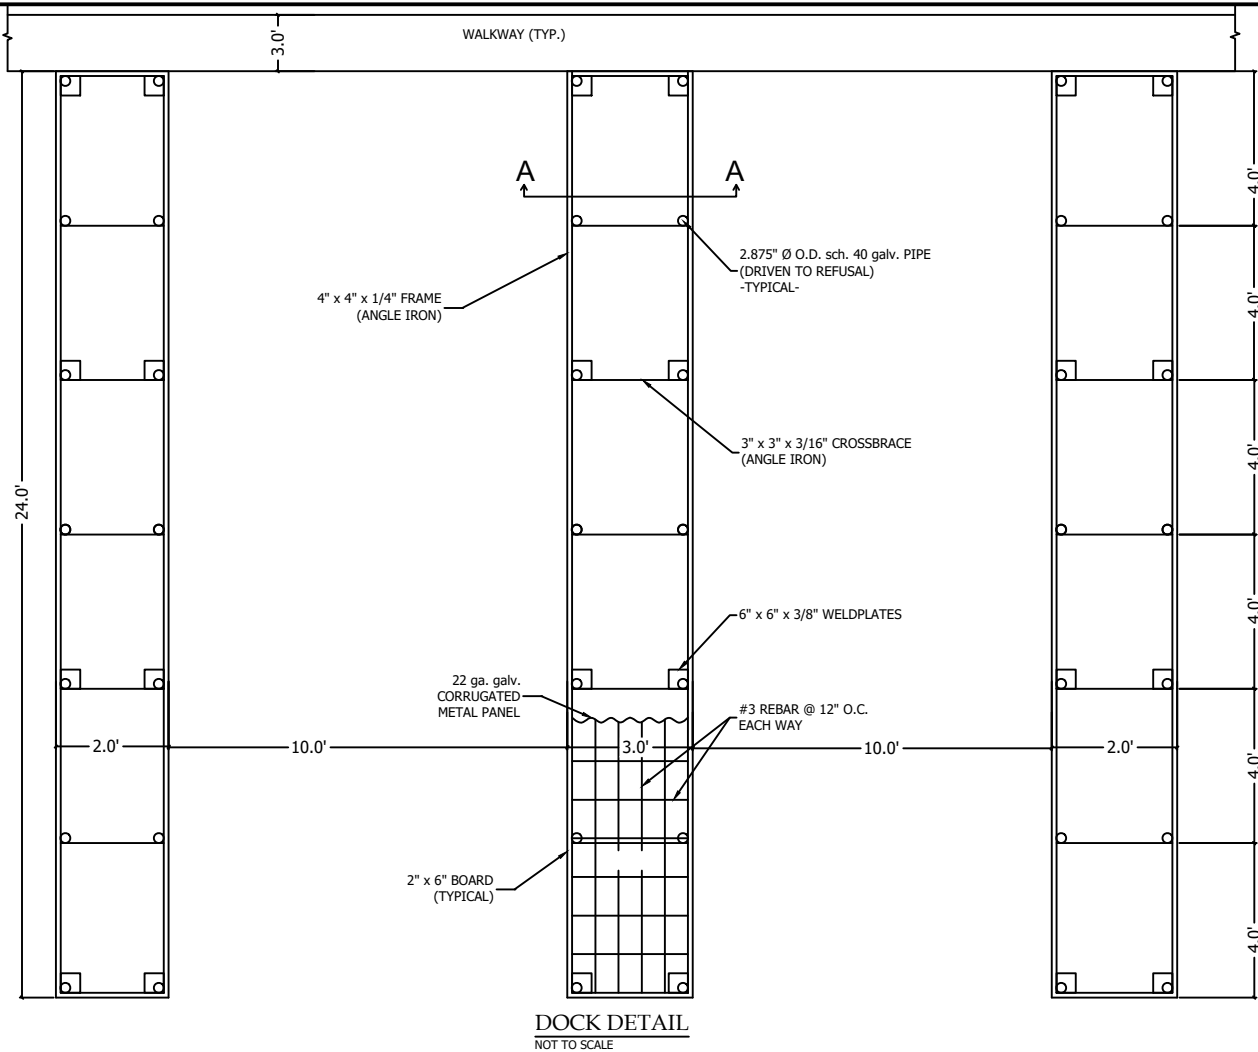 WALKWAY (TYP.)
3.0'
A
A
4.0'
2.875" Ø O.D. sch. 40 galv. PIPE
(DRIVEN TO REFUSAL)
-TYPICAL-
4" x 4" x 1/4" FRAME
(ANGLE IRON)
4.0'
3" x 3" x 3/16" CROSSBRACE
(ANGLE IRON)
4.0'
24.0'
6" x 6" x 3/8" WELDPLATES
4.0'
22 ga. galv.
CORRUGATED
METAL PANEL
#3 REBAR @ 12" O.C.
EACH WAY
2.0'
10.0'
3.0'
10.0'
2.0'
4.0'
2" x 6" BOARD
(TYPICAL)
4.0'
DOCK DETAIL
NOT TO SCALE